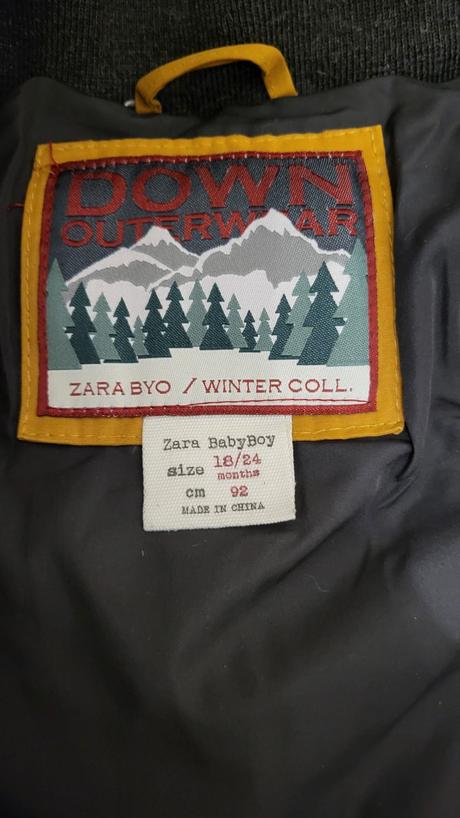 DOWN
OUTERWEAR
ZARA BYO / WINTER COLL.
Zara BabyBoy
size 18/24
months
cm 92
MADE IN CHINA